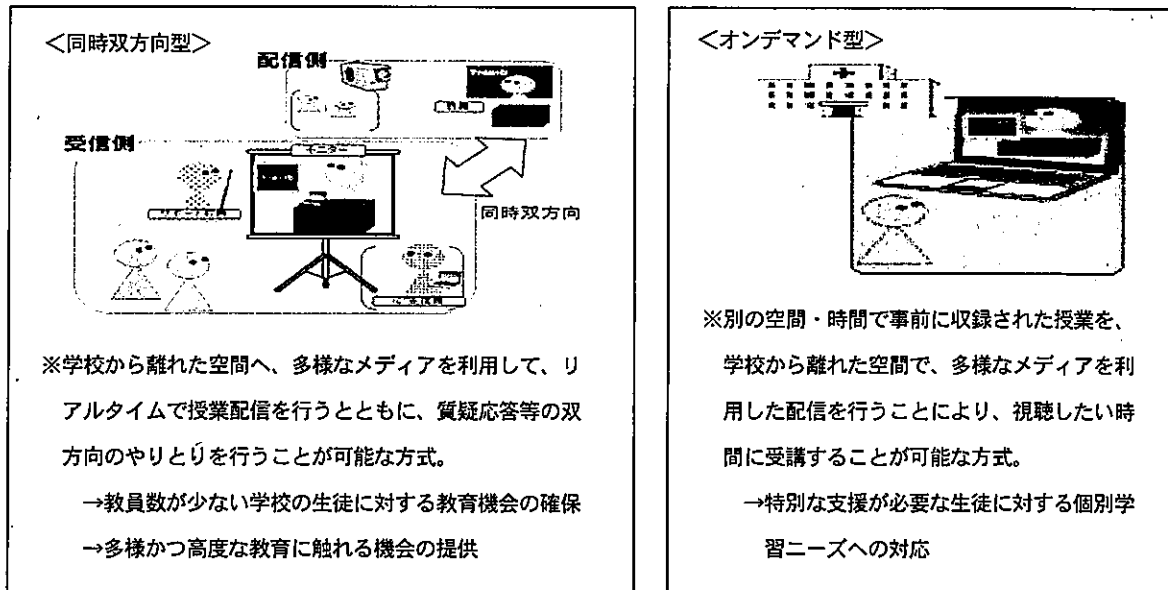 ＜同時双方向型＞
配信側
受信側
モニター
同時双方向
※学校から離れた空間へ、多様なメディアを利用して、リ
アルタイムで授業配信を行うとともに、質疑応答等の双
方向のやりとりを行うことが可能な方式。
→教員数が少ない学校の生徒に対する教育機会の確保
→多様かつ高度な教育に触れる機会の提供
＜オンデマンド型＞
※別の空間・時間で事前に収録された授業を、
学校から離れた空間で、多様なメディアを利
用した配信を行うことにより、視聴したい時
間に受講することが可能な方式。
→特別な支援が必要な生徒に対する個別学
習ニーズへの対応